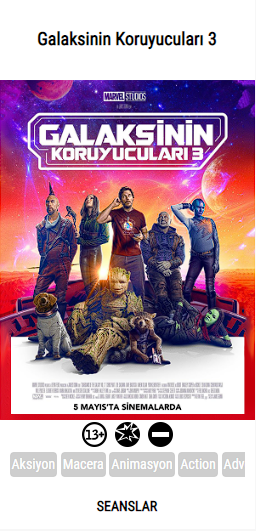 Galaksinin Koruyucuları 3
MARVEL STUDIOS
GALAKSİNİN
KORUYUCULARI 3
5 MAYIS'TA SİNEMALARDA
13+
Aksiyon Macera Animasyon Action Adv
SEANSLAR